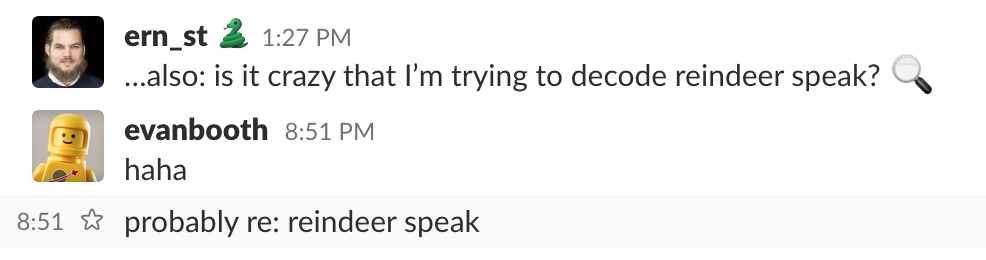 ern_st 🐍 1:27 PM
...also: is it crazy that I’m trying to decode reindeer speak? 🔍
evanbooth 8:51 PM
haha
8:51 ☆ probably re: reindeer speak